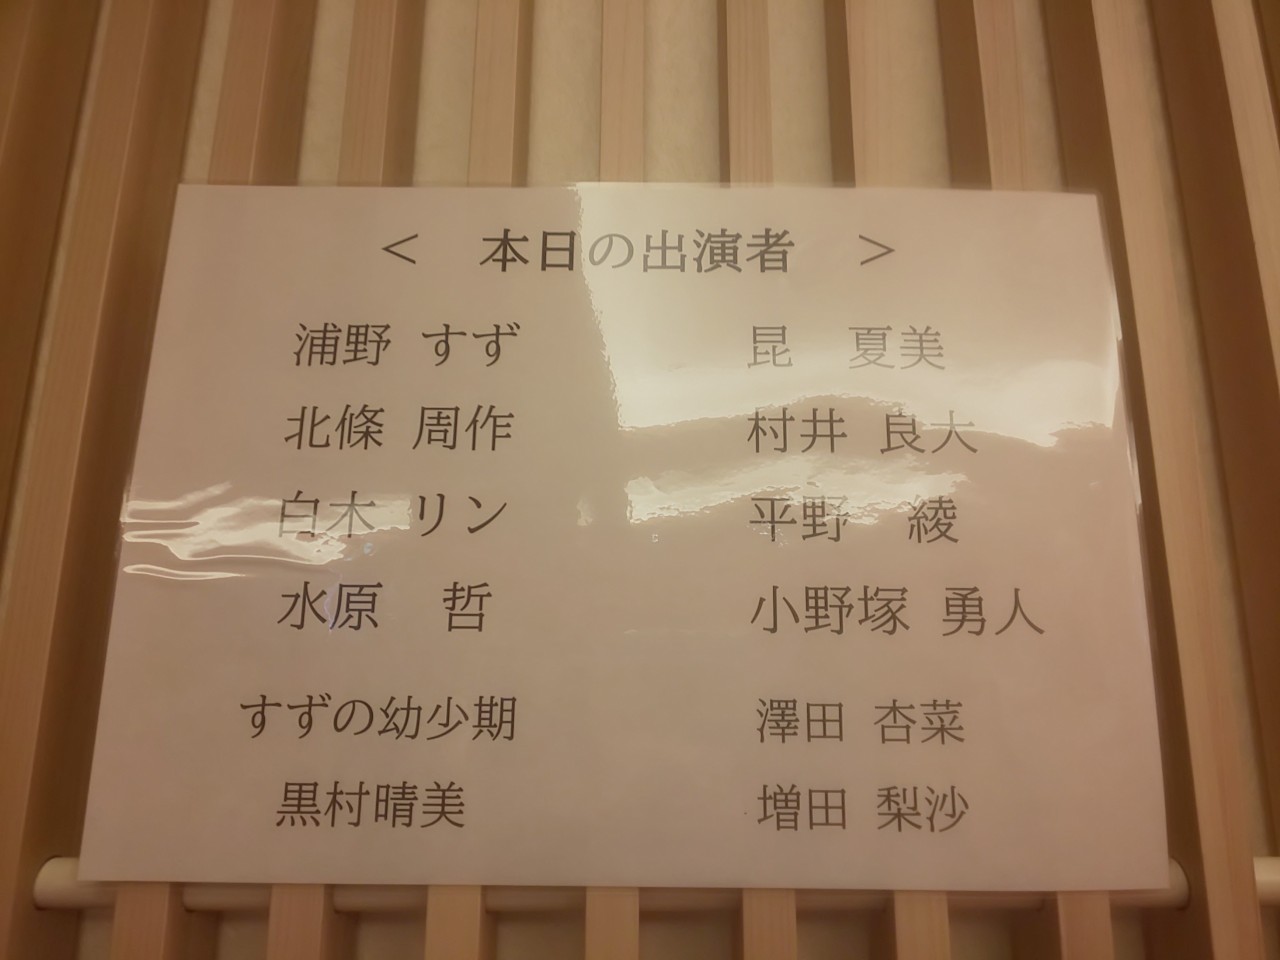 ＜　本日の出演者　＞
浦野 すず　昆　夏美
北條 周作　村井 良大
白木 リン　平野　綾
水原　哲　小野塚 勇人
すずの幼少期　澤田 杏菜
黒村晴美　増田 梨沙